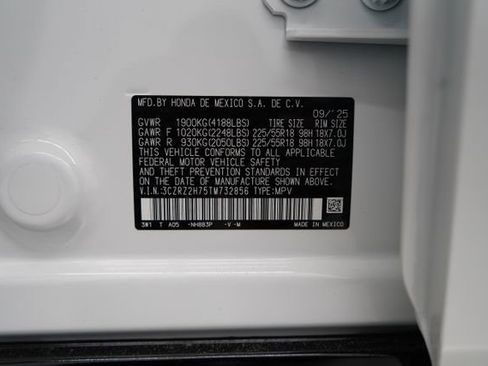 MFD.BY HONDA DE MEXICO S.A. DE C.V.
09/'25
GVWR 1900KG(4188LBS) TIRE SIZE RIM SIZE
GAWR F 1020KG(2248LBS) 225/55R18 98H 18X7.0J
GAWR R 930KG(2050LBS) 225/55R18 98H 18X7.0J
THIS VEHICLE CONFORMS TO ALL APPLICABLE
FEDERAL MOTOR VEHICLE SAFETY
AND THEFT PREVENTION STANDARDS IN EFFECT
ON THE DATE OF MANUFACTURE SHOWN ABOVE.
V.I.N.:3CZRZ2H75TM732856 TYPE:MPV
3W1 T A05 -NH883P -V -M MADE IN MEXICO